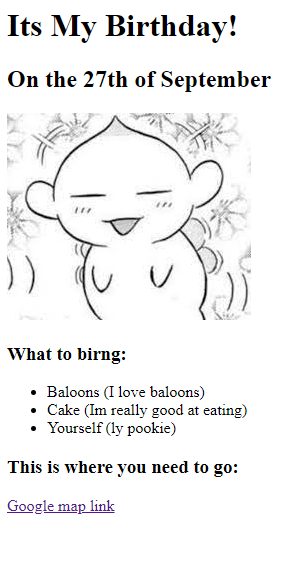 Its My Birthday!
On the 27th of September
What to birng:
Baloons (I love baloons)
Cake (Im really good at eating)
Yourself (ly pookie)
This is where you need to go:
Google map link